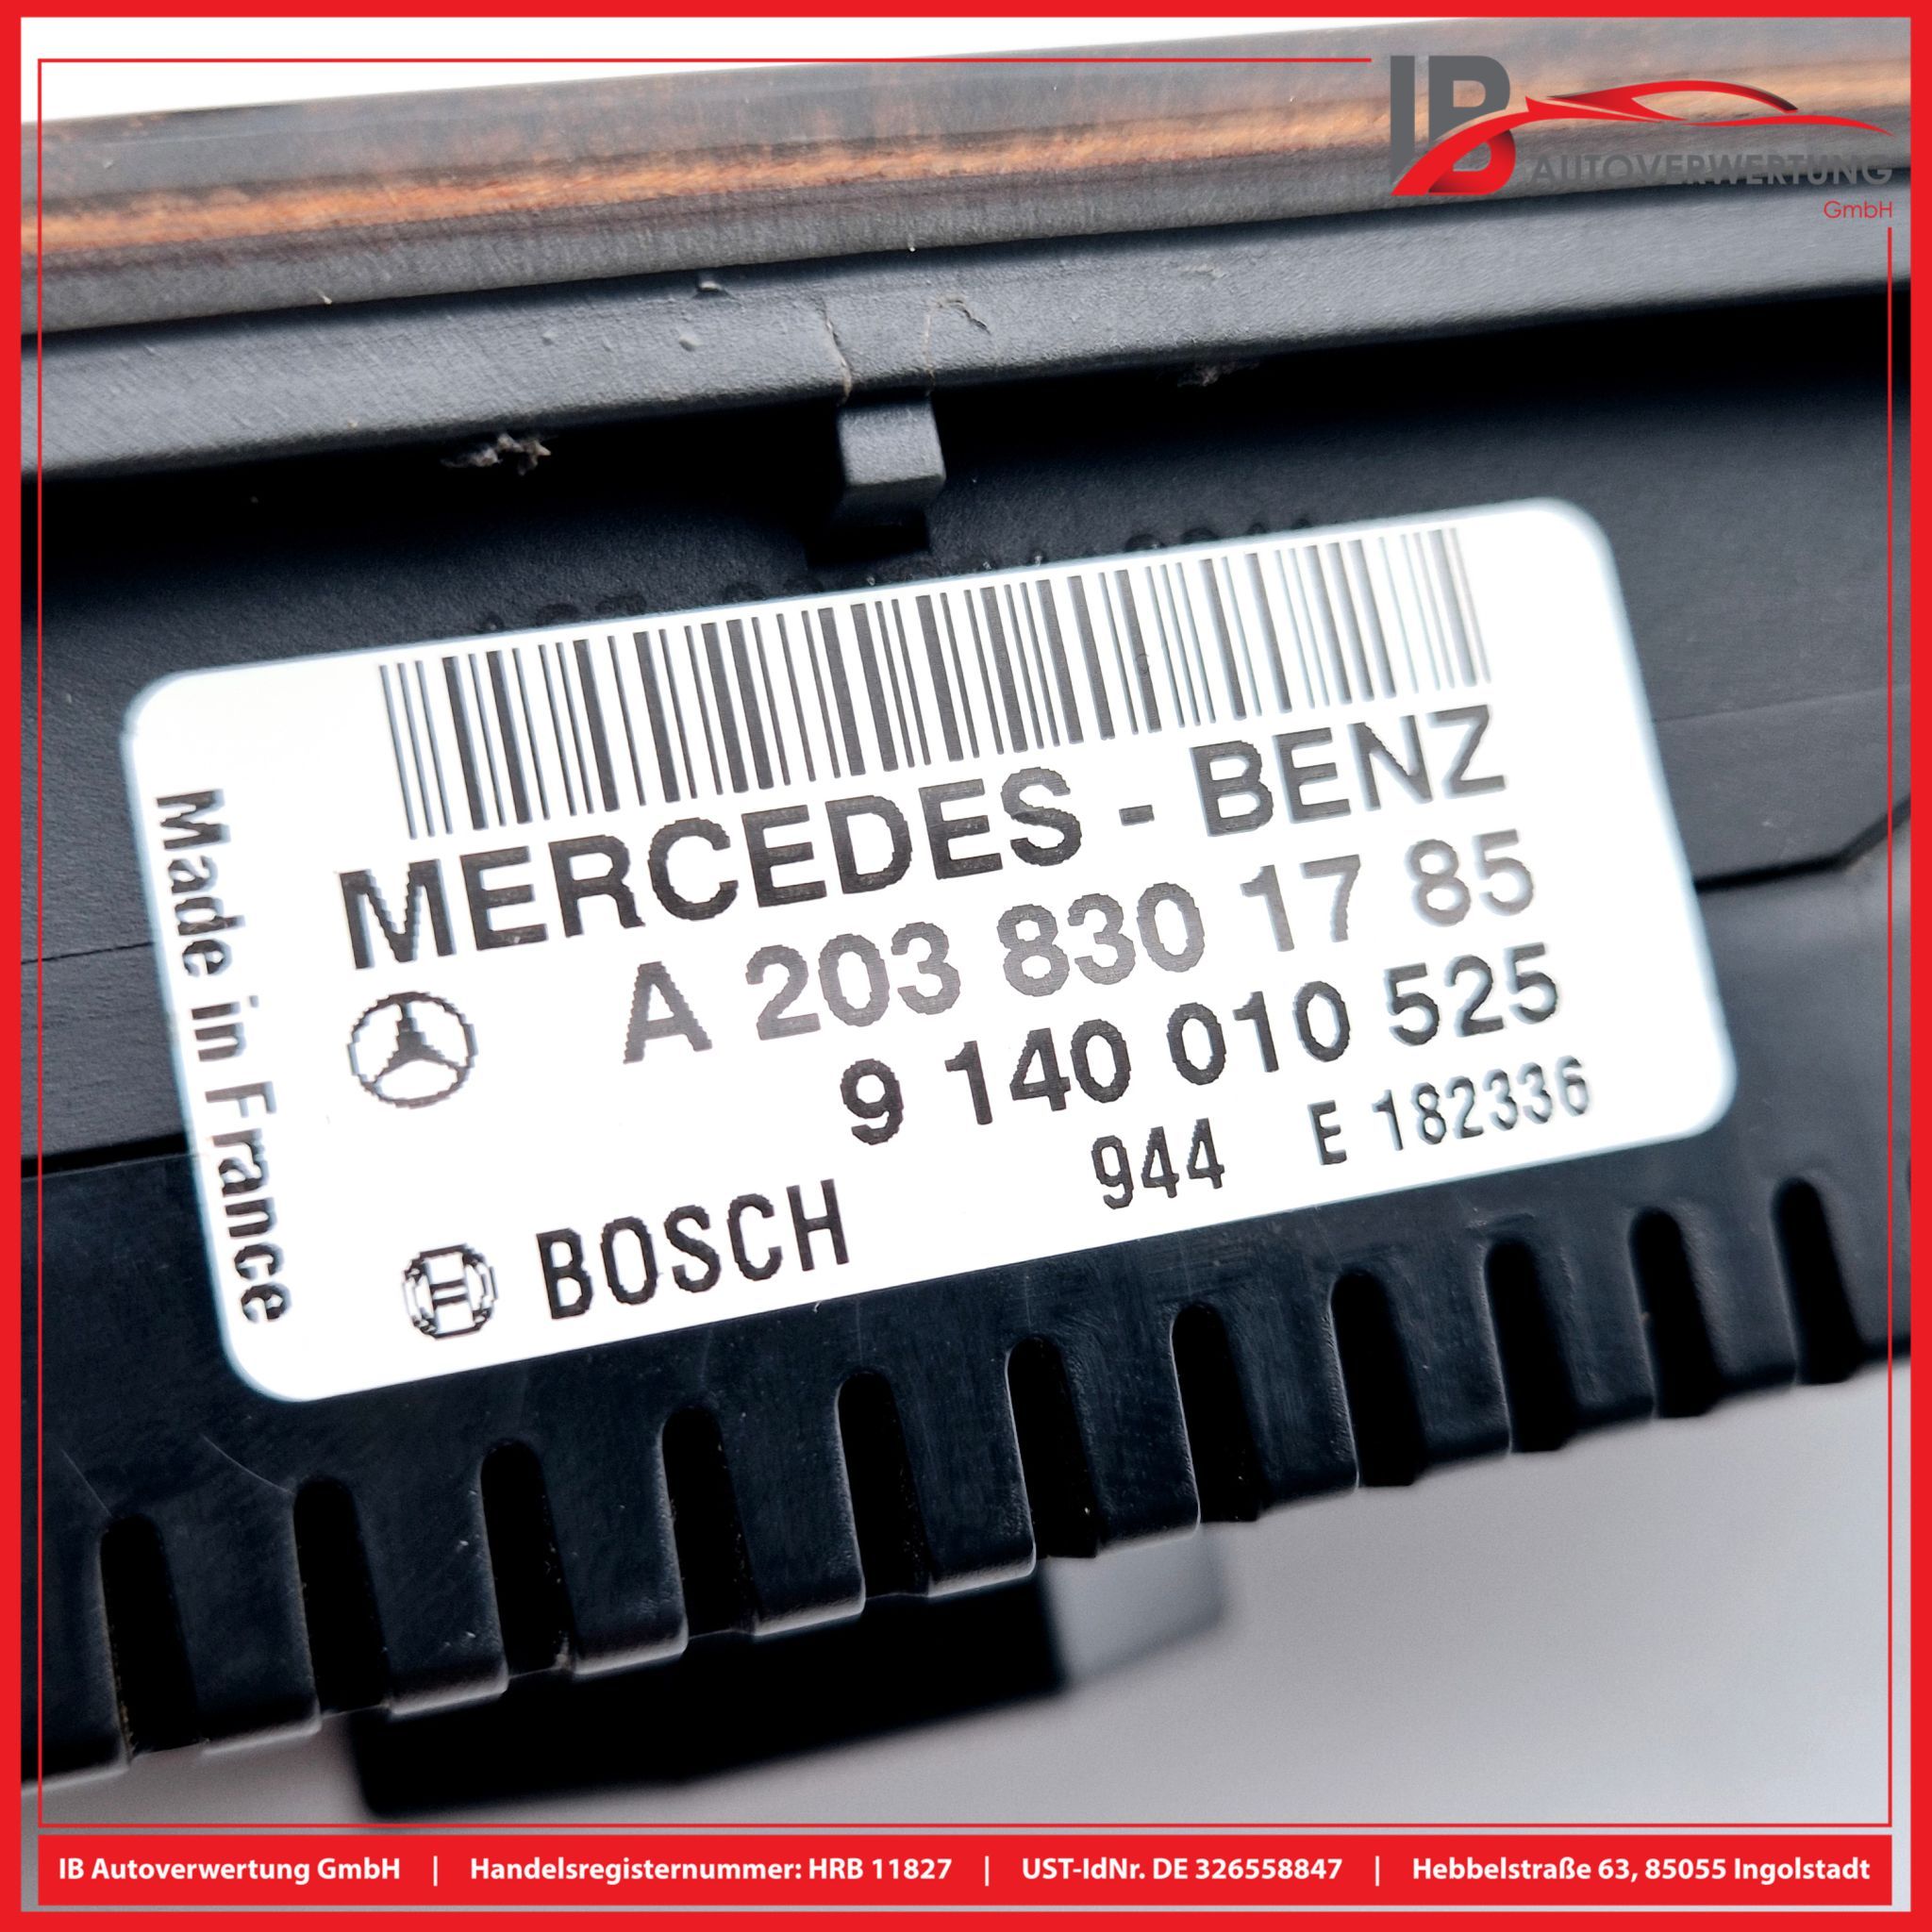 IB
AUTOVERWERTUNG
GmbH
MERCEDES - BENZ
A 203 830 17 85
9 140 010 525
944 E 182336
BOSCH
Made in France
IB Autoverwertung GmbH | Handelsregisternummer: HRB 11827 | UST-IdNr. DE 326558847 | Hebbelstraße 63, 85055 Ingolstadt